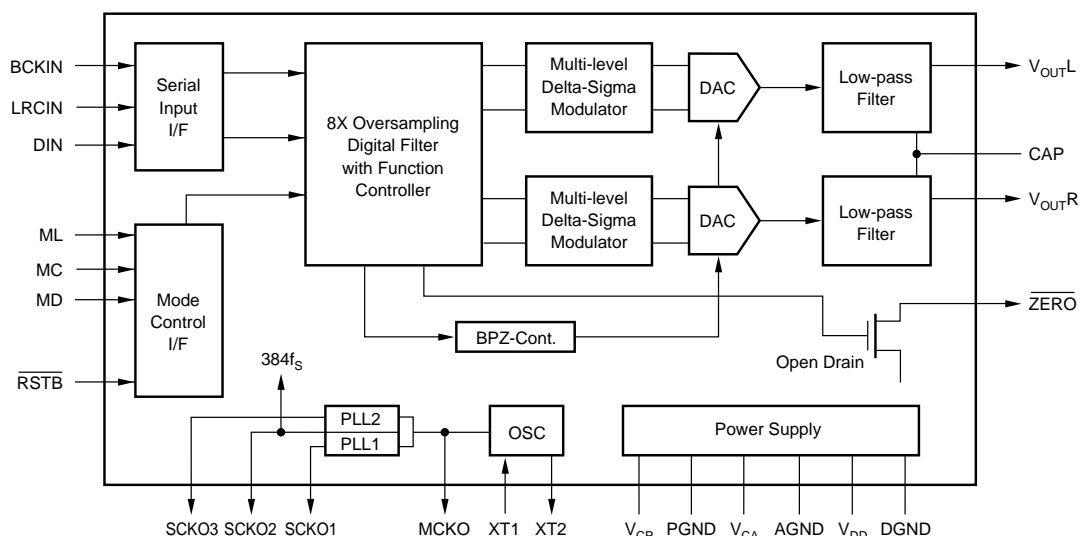 BCKIN
LRCIN
DIN
Serial
Input
I/F
8X Oversampling
Digital Filter
with Function
Controller
Multi-level
Delta-Sigma
Modulator
DAC
Low-pass
Filter
VOUTL
CAP
Multi-level
Delta-Sigma
Modulator
DAC
Low-pass
Filter
VOUTR
ML
MC
MD
RSTB
Mode
Control
I/F
BPZ-Cont.
Open Drain
ZERO
384fS
PLL2
PLL1
OSC
Power Supply
SCKO3
SCKO2
SCKO1
MCKO
XT1
XT2
VCP
PGND
VCA
AGND
VDD
DGND